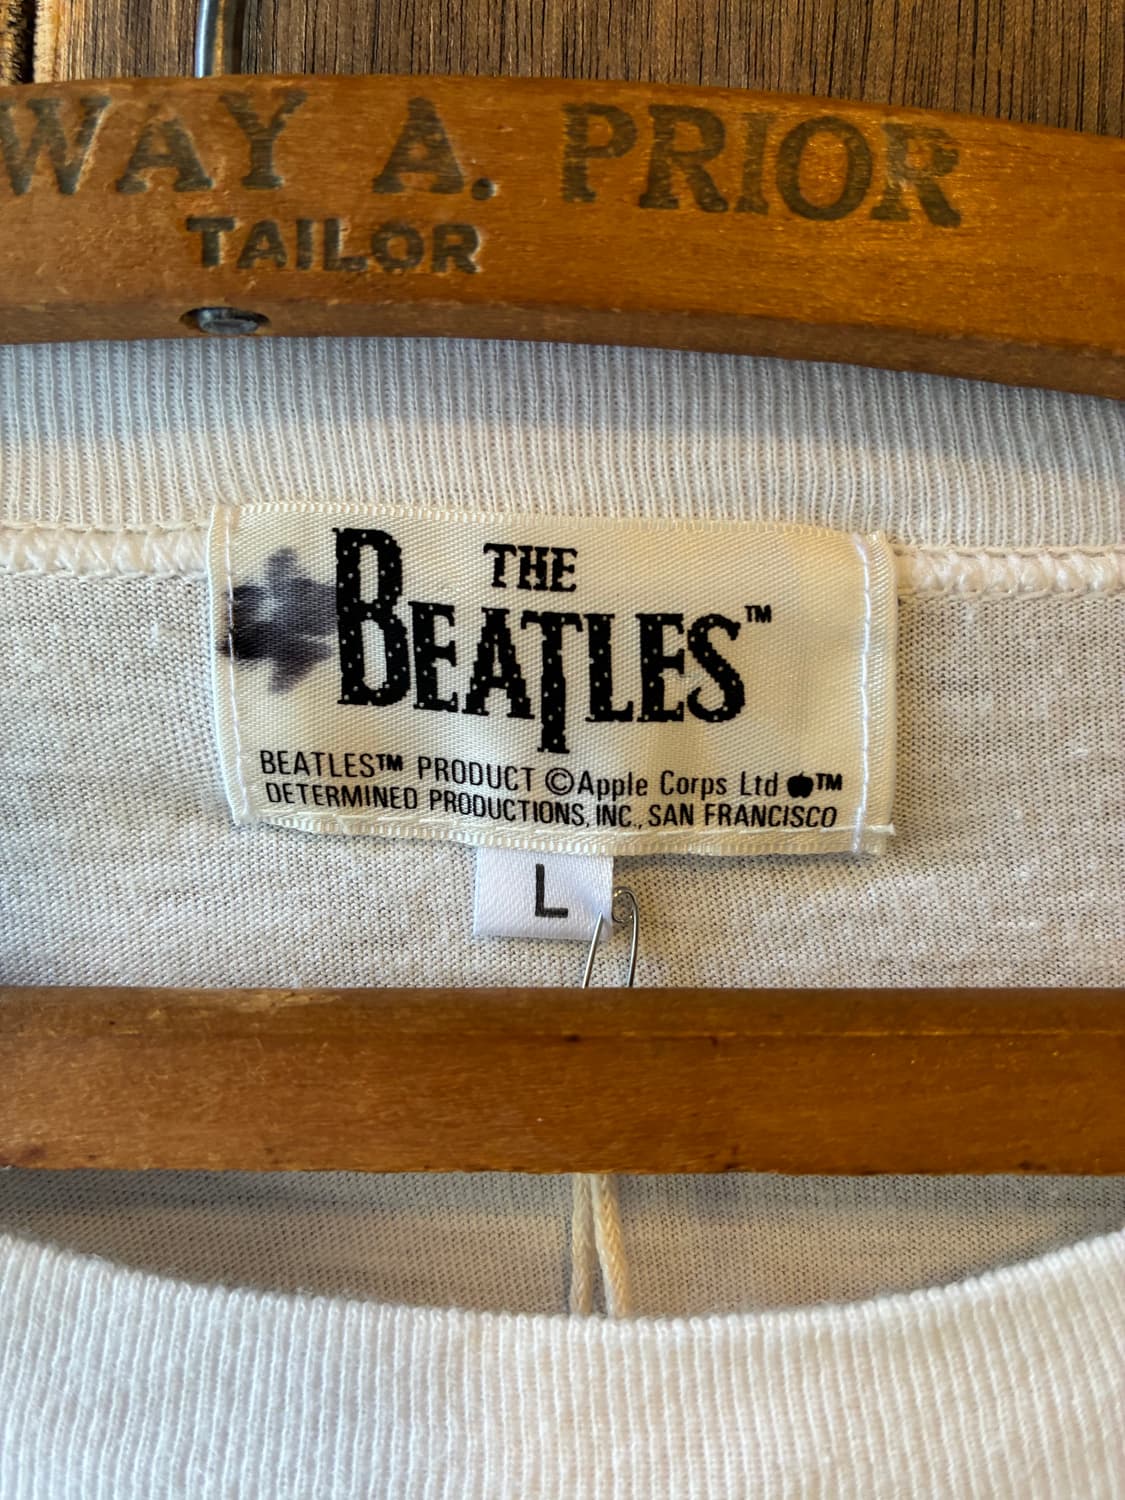 WAY A. PRIOR
TAILOR
THE
BEATLES™
BEATLES™ PRODUCT ©Apple Corps Ltd ™
DETERMINED PRODUCTIONS, INC., SAN FRANCISCO
L